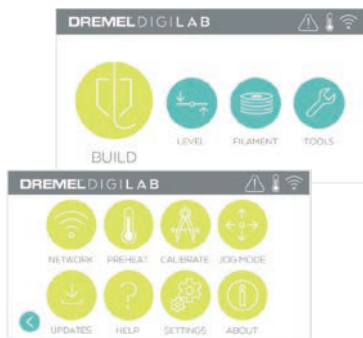 DREMEL DIGILAB
BUILD
LEVEL
FILAMENT
TOOLS
DREMEL DIGILAB
NETWORK
PREHEAT
CALIBRATE
JOG MODE
UPDATES
HELP
SETTINGS
ABOUT